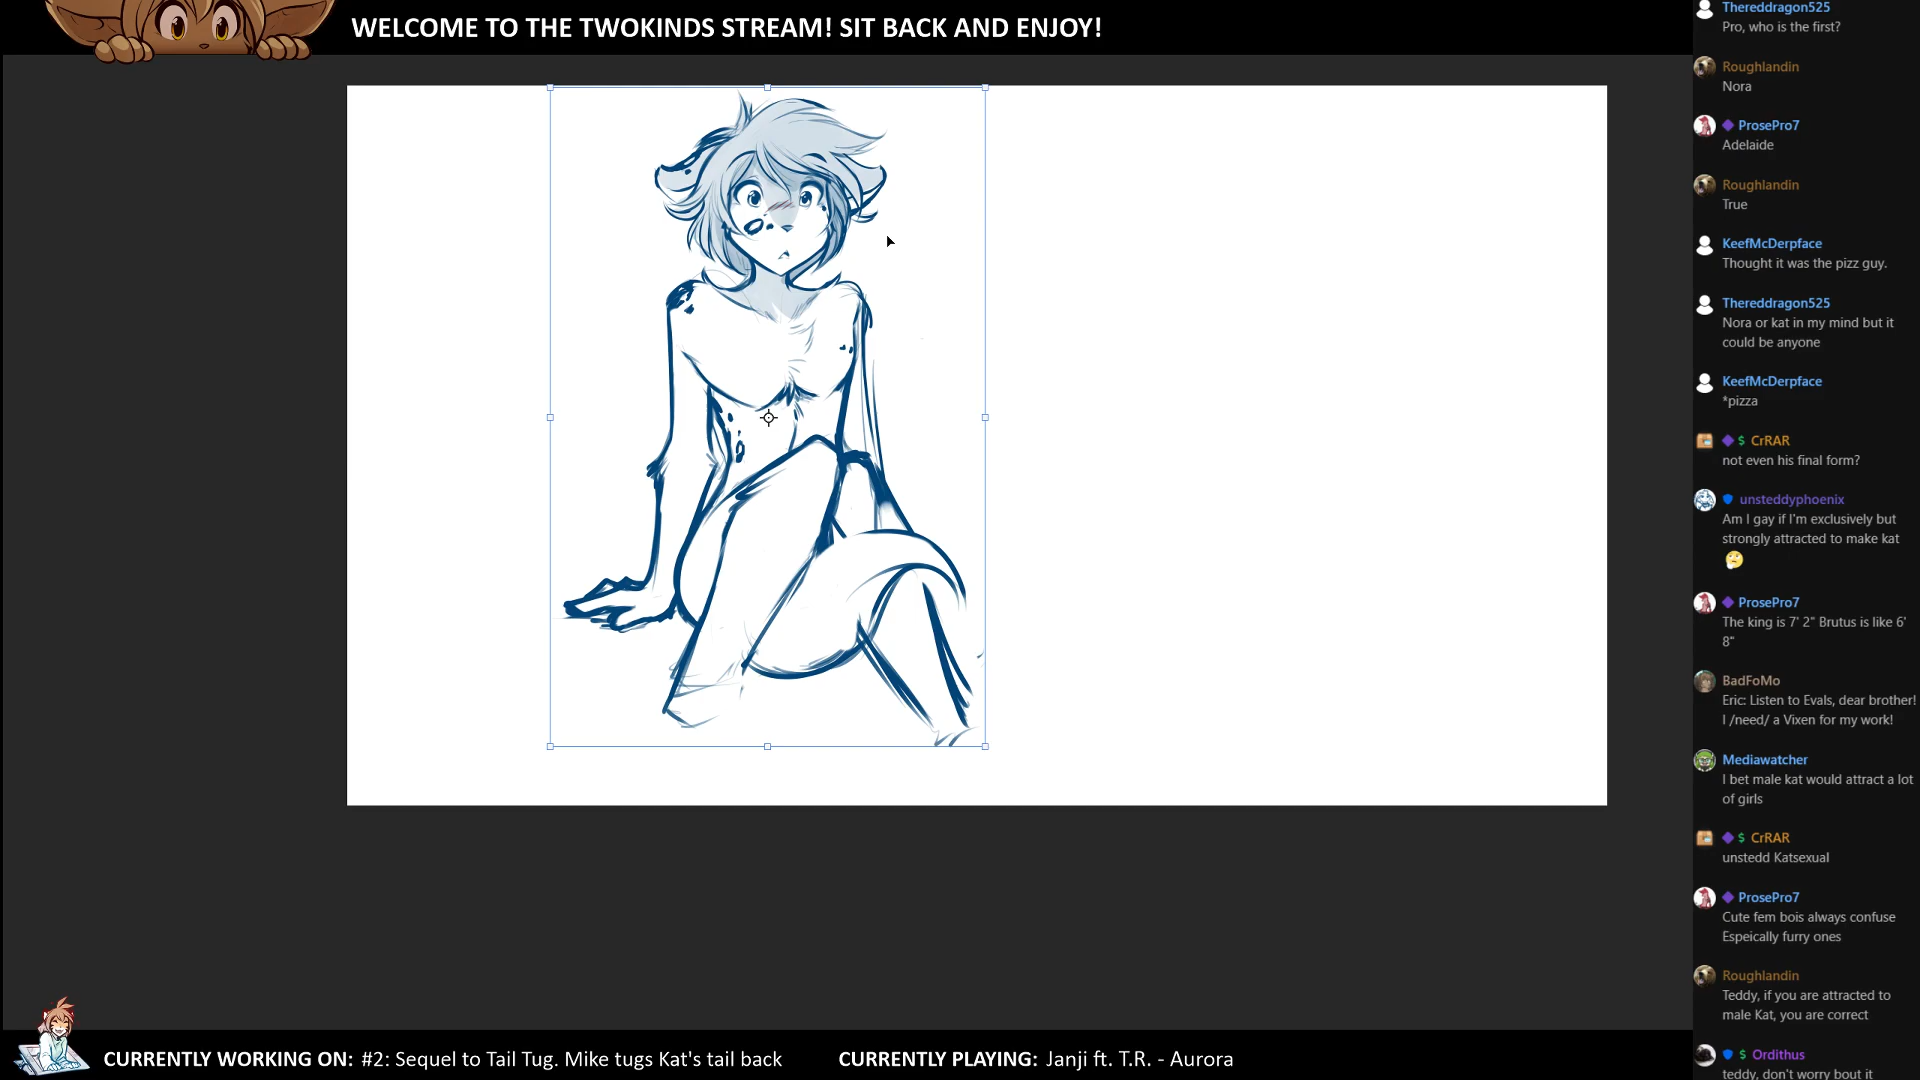 WELCOME TO THE TWOKINDS STREAM! SIT BACK AND ENJOY!
Thereddragon525
Pro, who is the first?
Roughlandin
Nora
ProsePro7
Adelaide
Roughlandin
True
KeefMcDerpface
Thought it was the pizz guy.
Thereddragon525
Nora or kat in my mind but it
could be anyone
KeefMcDerpface
*pizza
$ CrRAR
not even his final form?
unsteddyphoenix
Am I gay if I'm exclusively but
strongly attracted to make kat
ProsePro7
The king is 7' 2" Brutus is like 6'
8"
BadFoMo
Eric: Listen to Evals, dear brother!
I /need/ a Vixen for my work!
Mediawatcher
I bet male kat would attract a lot
of girls
$ CrRAR
unstedd Katsexual
ProsePro7
Cute fem bois always confuse
Espeically furry ones
Roughlandin
Teddy, if you are attracted to
male Kat, you are correct
$ Ordithus
teddy, don't worry bout it
CURRENTLY WORKING ON: #2: Sequel to Tail Tug. Mike tugs Kat's tail back
CURRENTLY PLAYING: Janji ft. T.R. - Aurora